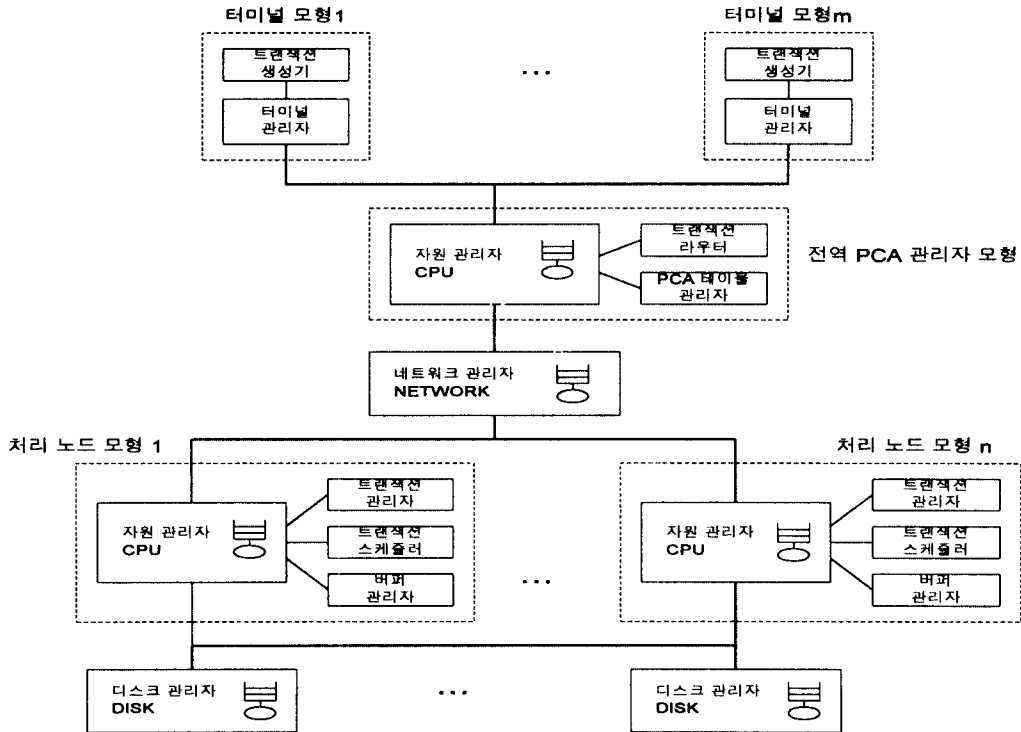 터미널 모형1
터미널 모형m
트랜잭션
생성기
터미널
관리자
...
트랜잭션
생성기
터미널
관리자
자원 관리자
CPU
트랜잭션
라우터
PCA 테이블
관리자
전역 PCA 관리자 모형
네트워크 관리자
NETWORK
처리 노드 모형 1
처리 노드 모형 n
자원 관리자
CPU
트랜잭션
관리자
트랜잭션
스케줄러
버퍼
관리자
...
자원 관리자
CPU
트랜잭션
관리자
트랜잭션
스케줄러
버퍼
관리자
디스크 관리자
DISK
...
디스크 관리자
DISK